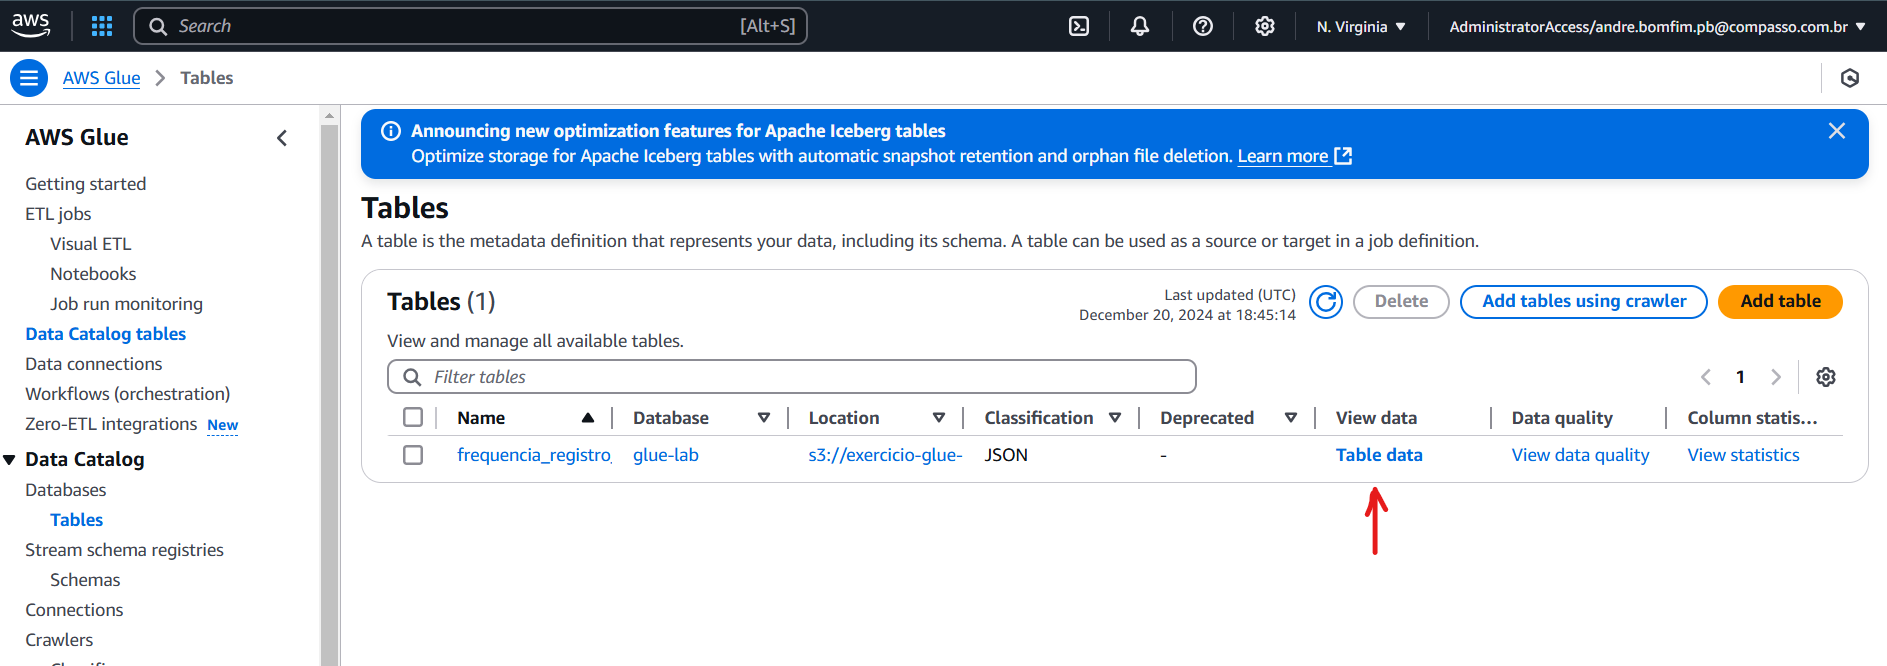 aws
Search [Alt+S]
N. Virginia
AdministratorAccess/andre.bomfim.pb@compasso.com.br
AWS Glue > Tables
AWS Glue
Getting started
ETL jobs
Visual ETL
Notebooks
Job run monitoring
Data Catalog tables
Data connections
Workflows (orchestration)
Zero-ETL integrations New
Data Catalog
Databases
Tables
Stream schema registries
Schemas
Connections
Crawlers
Announcing new optimization features for Apache Iceberg tables
Optimize storage for Apache Iceberg tables with automatic snapshot retention and orphan file deletion. Learn more
Tables
A table is the metadata definition that represents your data, including its schema. A table can be used as a source or target in a job definition.
Tables (1)
Last updated (UTC)
December 20, 2024 at 18:45:14
Delete
Add tables using crawler
Add table
View and manage all available tables.
Filter tables
1
Name Database Location Classification Deprecated View data Data quality Column statis...
frequencia_registro glue-lab s3://exercicio-glue- JSON - Table data View data quality View statistics